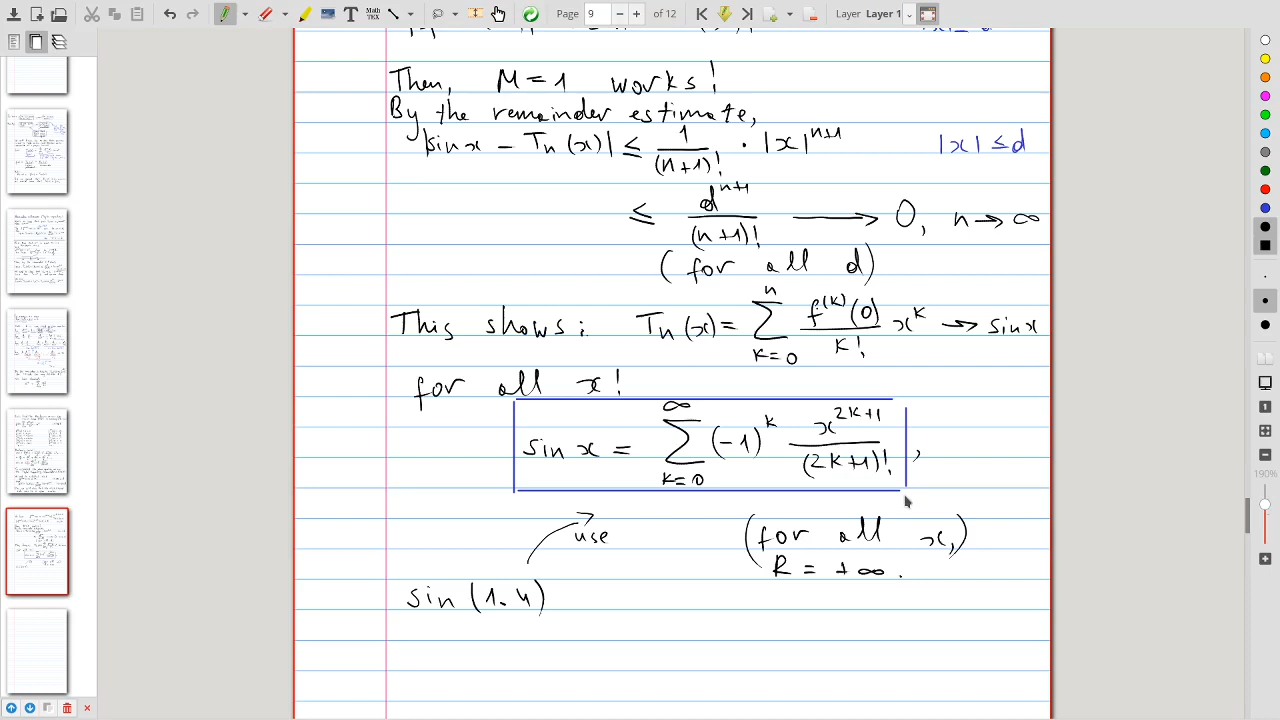 Page 9 of 12 Layer Layer 1
Then, M = 1 works!
By the remainder estimate,
|sin x - Tn(x)| ≤ 1/(n+1)! · |x|^(n+1) |x| ≤ d
≤ d^(n+1)/(n+1)! ⟶ 0, n → ∞
(for all d)
This shows: Tn(x) = ∑_{k=0}^{n} f^(k)(0)/k! x^k → sin x
for all x!
sin x = ∑_{k=0}^{∞} (-1)^k x^(2k+1)/(2k+1)!,
use (for all x,
R = +∞.)
sin(1.4)
190%